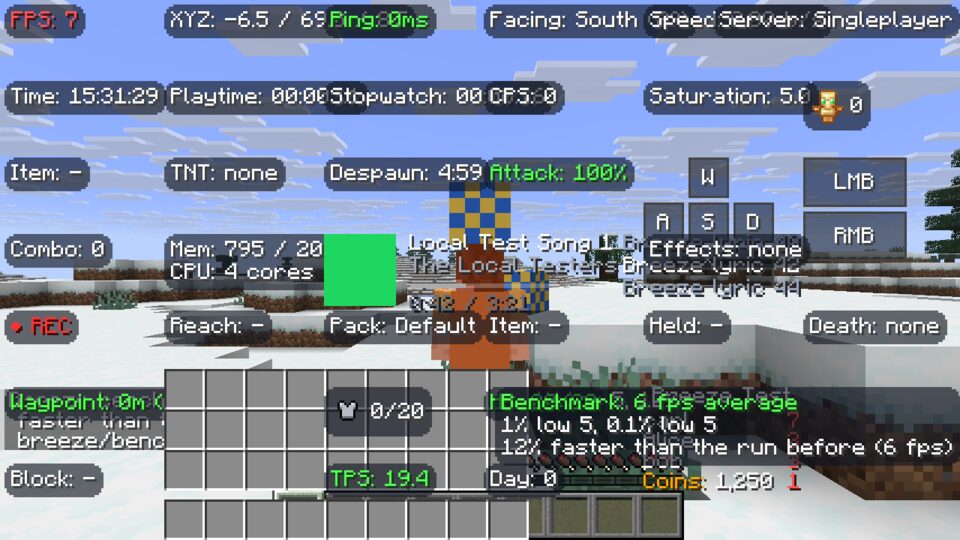 FPS: 7
XYZ: -6.5 / 69
Ping: 0ms
Facing: South
Speed
Server: Singleplayer
Time: 15:31:29
Playtime: 00:00
Stopwatch: 00
CPS: 0
Saturation: 5.0
0
Item: -
TNT: none
Despawn: 4:59
Attack: 100%
W
LMB
A
S
D
RMB
Combo: 0
Mem: 795 / 20
CPU: 4 cores
Local Test Song 1
The Local Testers
0:42 / 3:21
Effects: none
Breeze lyric 42
Breeze lyric 44
REC
Reach: -
Pack: Default
Item: -
Held: -
Death: none
Waypoint: 0m
faster than
breeze/benc
0/20
Benchmark: 6 fps average
1% low 5, 0.1% low 5
12% faster than the run before (6 fps)
Block: -
TPS: 19.4
Day: 0
Coins: 1,250
1